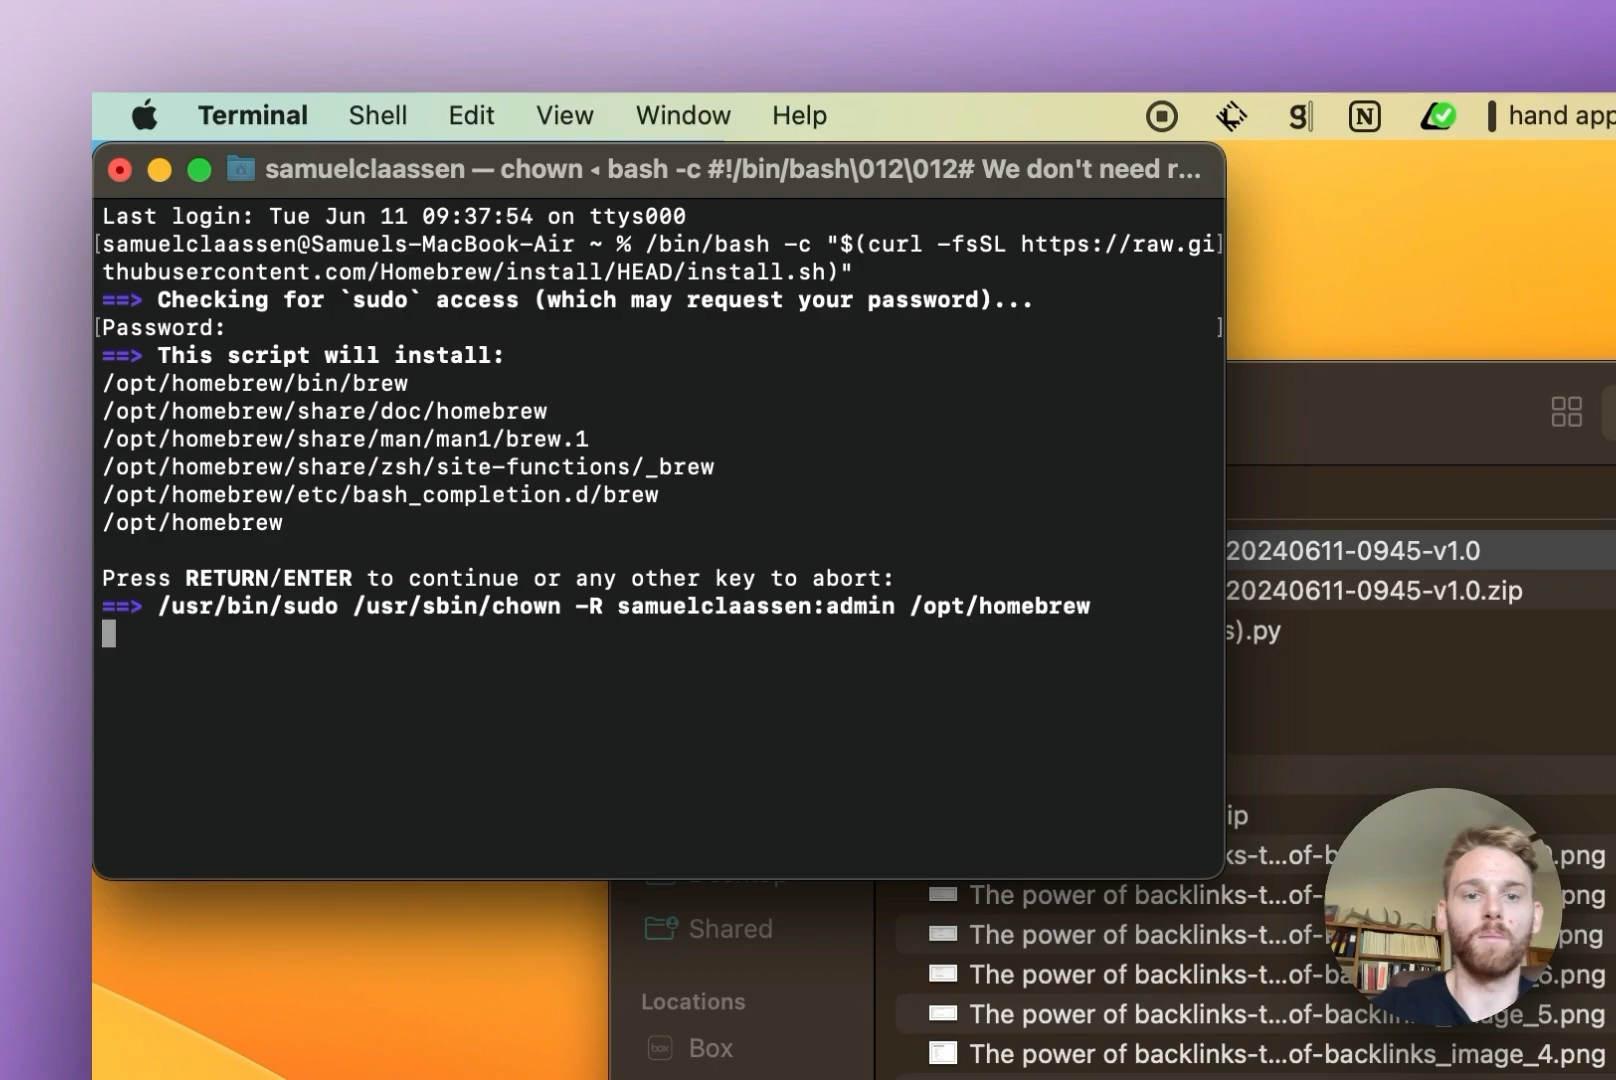 Terminal Shell Edit View Window Help
hand app
samuelclaassen — chown ◂ bash -c #!/bin/bash\012\012# We don't need r...
Last login: Tue Jun 11 09:37:54 on ttys000
[samuelclaassen@Samuels-MacBook-Air ~ % /bin/bash -c "$(curl -fsSL https://raw.gi]
thubusercontent.com/Homebrew/install/HEAD/install.sh)"
==> Checking for `sudo` access (which may request your password)...
[Password: ]
==> This script will install:
/opt/homebrew/bin/brew
/opt/homebrew/share/doc/homebrew
/opt/homebrew/share/man/man1/brew.1
/opt/homebrew/share/zsh/site-functions/_brew
/opt/homebrew/etc/bash_completion.d/brew
/opt/homebrew
Press RETURN/ENTER to continue or any other key to abort:
==> /usr/bin/sudo /usr/sbin/chown -R samuelclaassen:admin /opt/homebrew
20240611-0945-v1.0
20240611-0945-v1.0.zip
s).py
ip
ks-t...of-b
.png
The power of backlinks-t...of-
png
Shared
The power of backlinks-t...of-
png
The power of backlinks-t...of-ba
6.png
Locations
The power of backlinks-t...of-backlin
ge_5.png
Box
The power of backlinks-t...of-backlinks_image_4.png